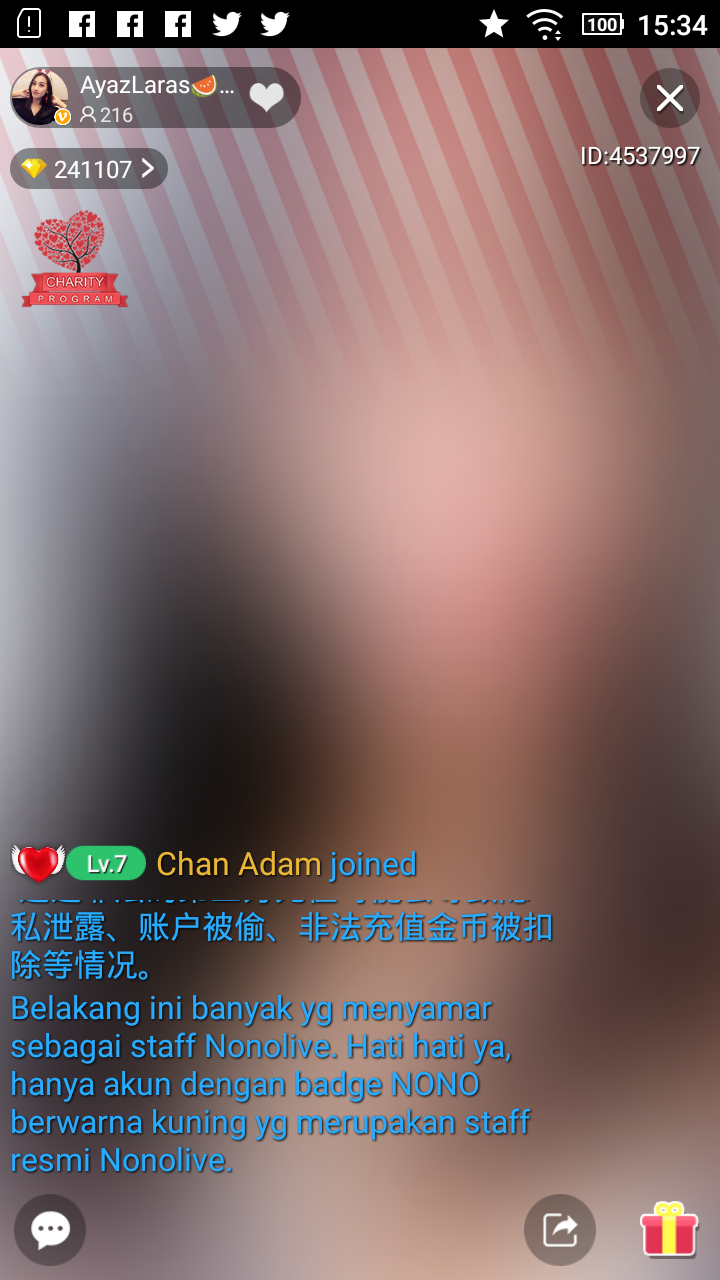 100 15:34
AyazLaras🍉...
216
241107
ID:4537997
CHARITY
PROGRAM
Lv.7 Chan Adam joined
私泄露、账户被偷、非法充值金币被扣
除等情况。
Belakang ini banyak yg menyamar
sebagai staff Nonolive. Hati hati ya,
hanya akun dengan badge NONO
berwarna kuning yg merupakan staff
resmi Nonolive.